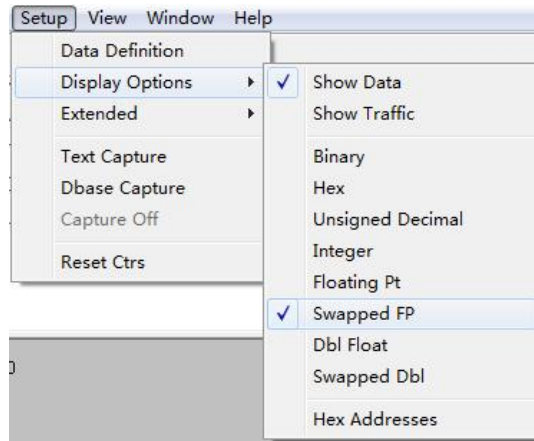 Setup View Window Help
Data Definition
Display Options
Extended
Text Capture
Dbase Capture
Capture Off
Reset Ctrs
Show Data
Show Traffic
Binary
Hex
Unsigned Decimal
Integer
Floating Pt
Swapped FP
Dbl Float
Swapped Dbl
Hex Addresses